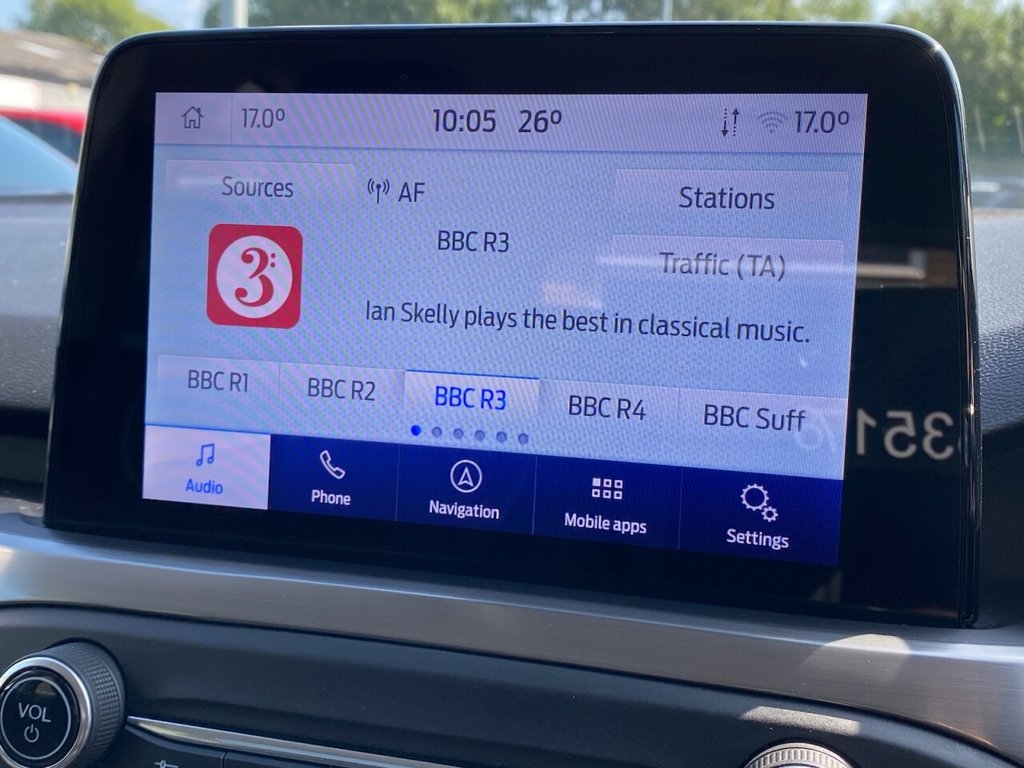 17.0° 10:05 26° 17.0°
Sources AF Stations
BBC R3
Traffic (TA)
3:
Ian Skelly plays the best in classical music.
BBC R1 BBC R2 BBC R3 BBC R4 BBC Suff
Audio Phone Navigation Mobile apps Settings
VOL